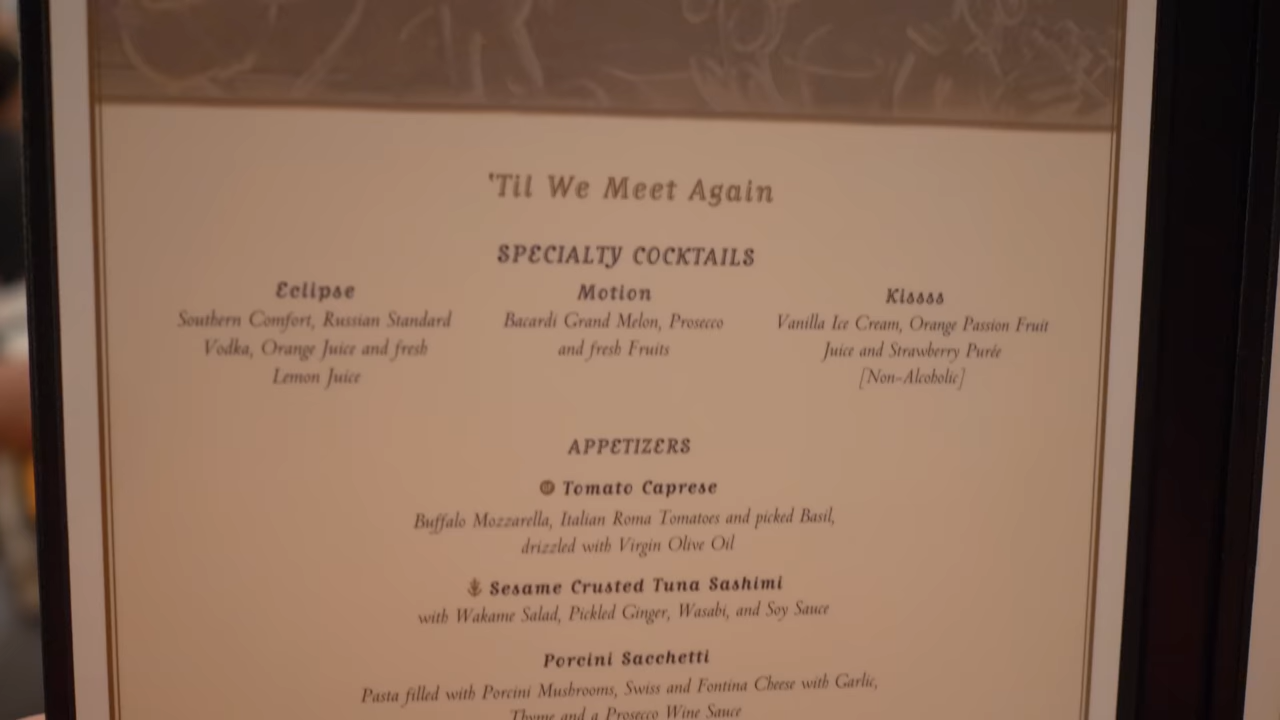 'Til We Meet Again
SPECIALTY COCKTAILS
Eclipse
Southern Comfort, Russian Standard
Vodka, Orange Juice and fresh
Lemon Juice
Motion
Bacardi Grand Melon, Prosecco
and fresh Fruits
Kissss
Vanilla Ice Cream, Orange Passion Fruit
Juice and Strawberry Purée
[Non-Alcoholic]
APPETIZERS
Tomato Caprese
Buffalo Mozzarella, Italian Roma Tomatoes and picked Basil,
drizzled with Virgin Olive Oil
Sesame Crusted Tuna Sashimi
with Wakame Salad, Pickled Ginger, Wasabi, and Soy Sauce
Porcini Sacchetti
Pasta filled with Porcini Mushrooms, Swiss and Fontina Cheese with Garlic,
Thyme and a Prosecco Wine Sauce